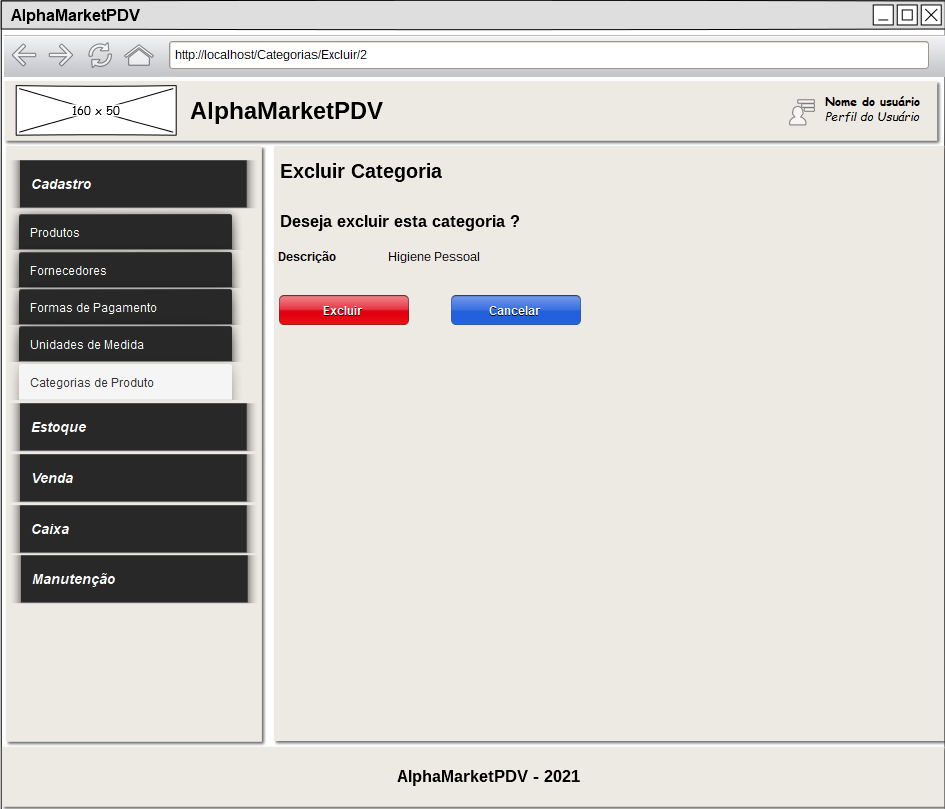 AlphaMarketPDV
http://localhost/Categorias/Excluir/2
160 x 50
AlphaMarketPDV
Nome do usuário
Perfil do Usuário
Cadastro
Produtos
Fornecedores
Formas de Pagamento
Unidades de Medida
Categorias de Produto
Estoque
Venda
Caixa
Manutenção
Excluir Categoria
Deseja excluir esta categoria ?
Descrição Higiene Pessoal
Excluir Cancelar
AlphaMarketPDV - 2021